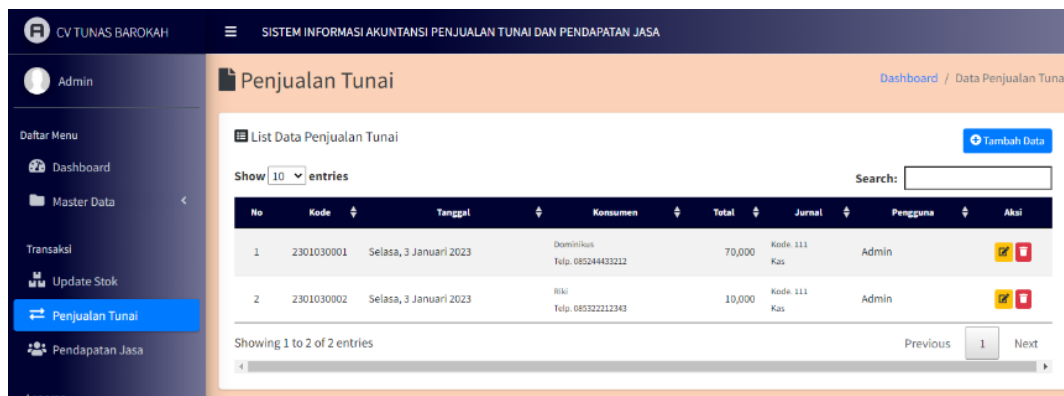 CV TUNAS BAROKAH
SISTEM INFORMASI AKUNTANSI PENJUALAN TUNAI DAN PENDAPATAN JASA
Admin
Penjualan Tunai
Dashboard / Data Penjualan Tuna
Daftar Menu
Dashboard
Master Data
Transaksi
Update Stok
Penjualan Tunai
Pendapatan Jasa
List Data Penjualan Tunai
Tambah Data
Show 10 entries
Search:
No Kode Tanggal Konsumen Total Jurnal Pengguna Aksi
1 2301030001 Selasa, 3 Januari 2023 Dominikus 70,000 Kode. 111 Admin
Telp. 085244433212 Kas
2 2301030002 Selasa, 3 Januari 2023 Riki 10,000 Kode. 111 Admin
Telp. 085322212343 Kas
Showing 1 to 2 of 2 entries
Previous 1 Next